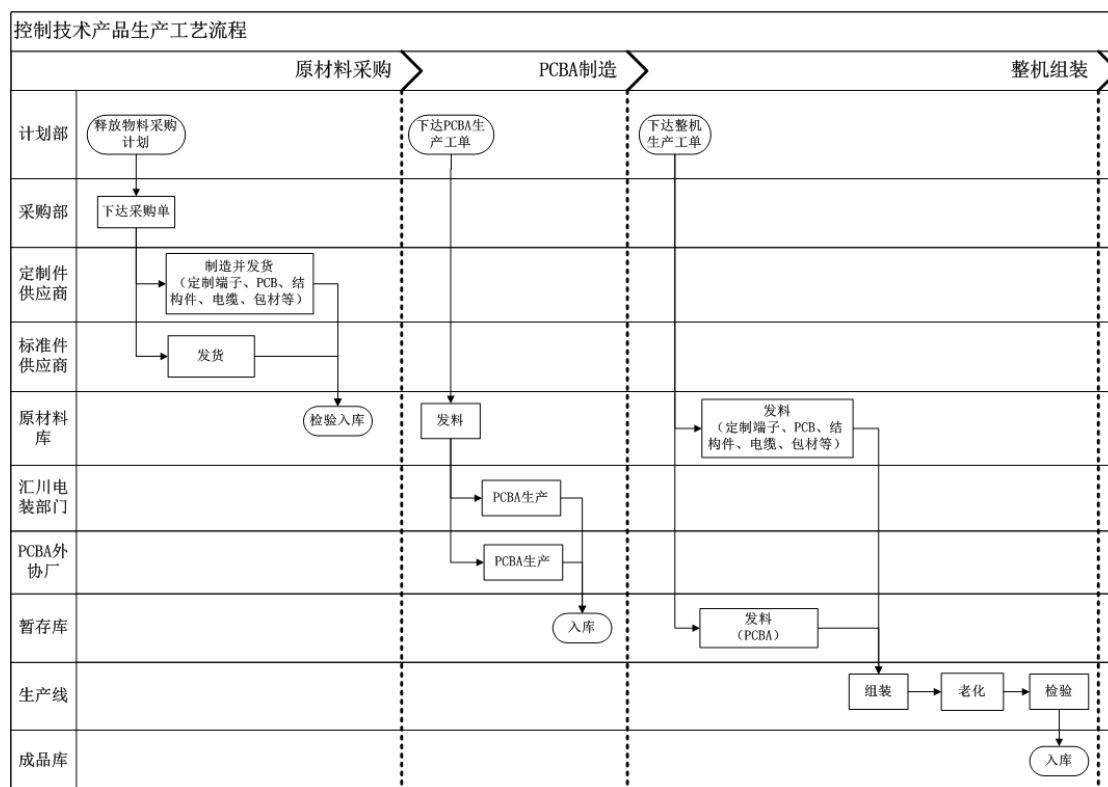 控制技术产品生产工艺流程
原材料采购
PCBA制造
整机组装
计划部
释放物料采购
计划
下达PCBA生
产工单
下达整机
生产工单
采购部
下达采购单
定制件
供应商
制造并发货
（定制端子、PCB、结
构件、电缆、包材等）
标准件
供应商
发货
原材料
库
检验入库
发料
发料
（定制端子、PCB、结
构件、电缆、包材等）
汇川电
装部门
PCBA生产
PCBA外
协厂
PCBA生产
暂存库
入库
发料
（PCBA）
生产线
组装
老化
检验
成品库
入库